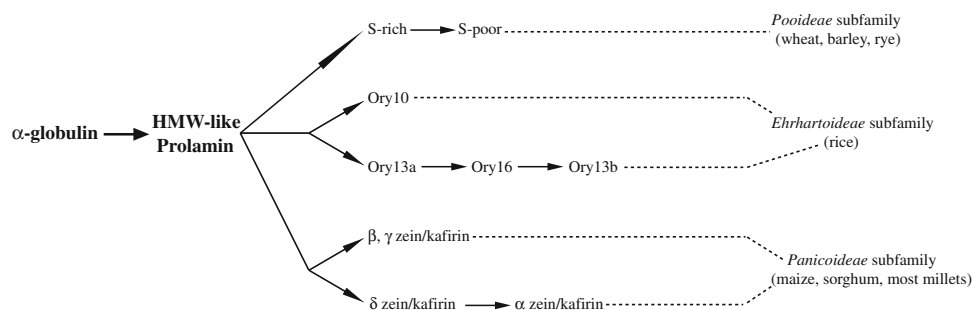 S-rich S-poor
Pooideae subfamily
(wheat, barley, rye)
Ory10
α-globulin
HMW-like
Prolamin
Ehrhartoideae subfamily
(rice)
Ory13a Ory16 Ory13b
β, γ zein/kafirin
Panicoideae subfamily
(maize, sorghum, most millets)
δ zein/kafirin α zein/kafirin